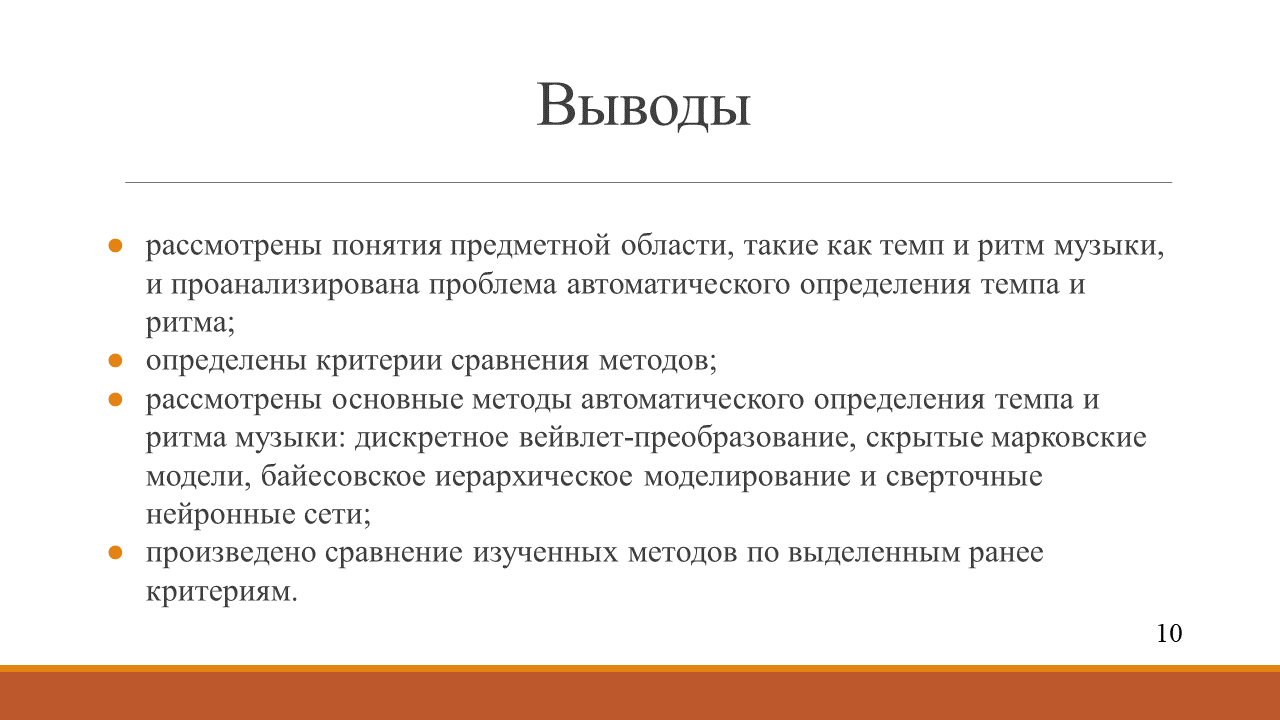 Выводы
● рассмотрены понятия предметной области, такие как темп и ритм музыки,
и проанализирована проблема автоматического определения темпа и
ритма;
● определены критерии сравнения методов;
● рассмотрены основные методы автоматического определения темпа и
ритма музыки: дискретное вейвлет-преобразование, скрытые марковские
модели, байесовское иерархическое моделирование и сверточные
нейронные сети;
● произведено сравнение изученных методов по выделенным ранее
критериям.
10